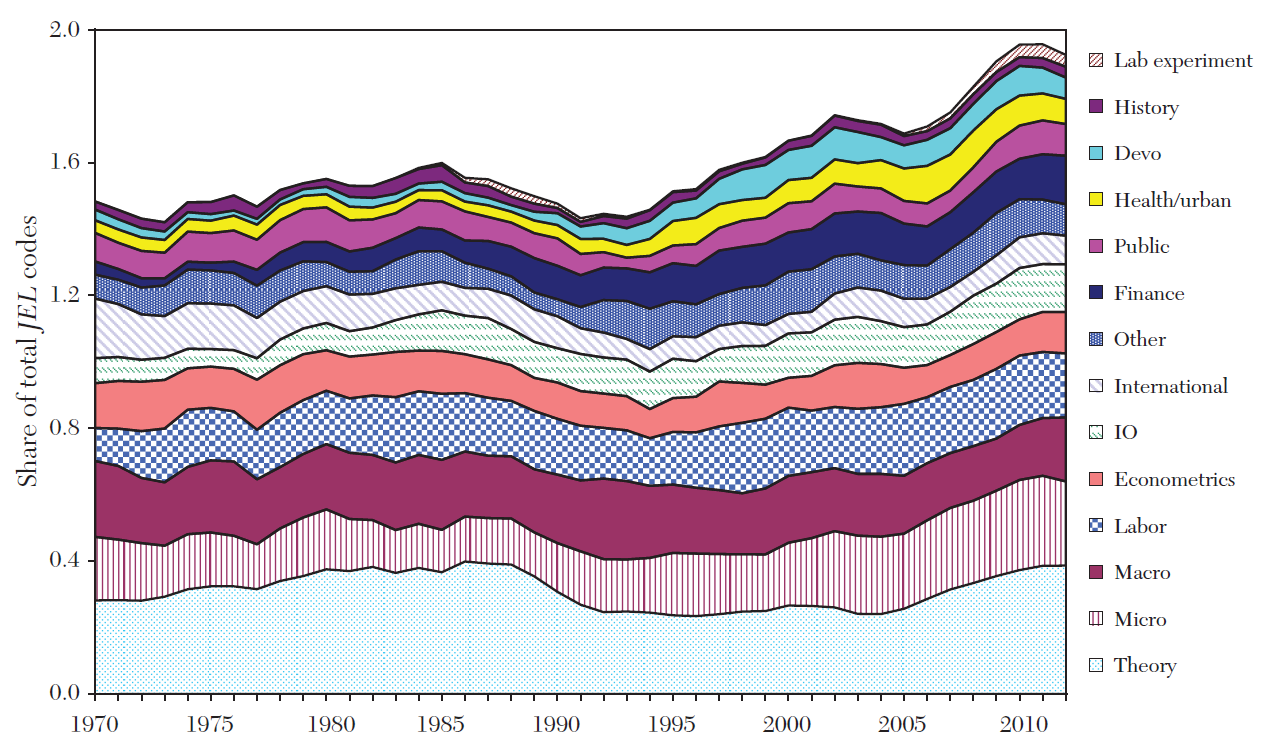 Share of total JEL codes
2.0
1.6
1.2
0.8
0.4
0.0
1970 1975 1980 1985 1990 1995 2000 2005 2010
Lab experiment
History
Devo
Health/urban
Public
Finance
Other
International
IO
Econometrics
Labor
Macro
Micro
Theory